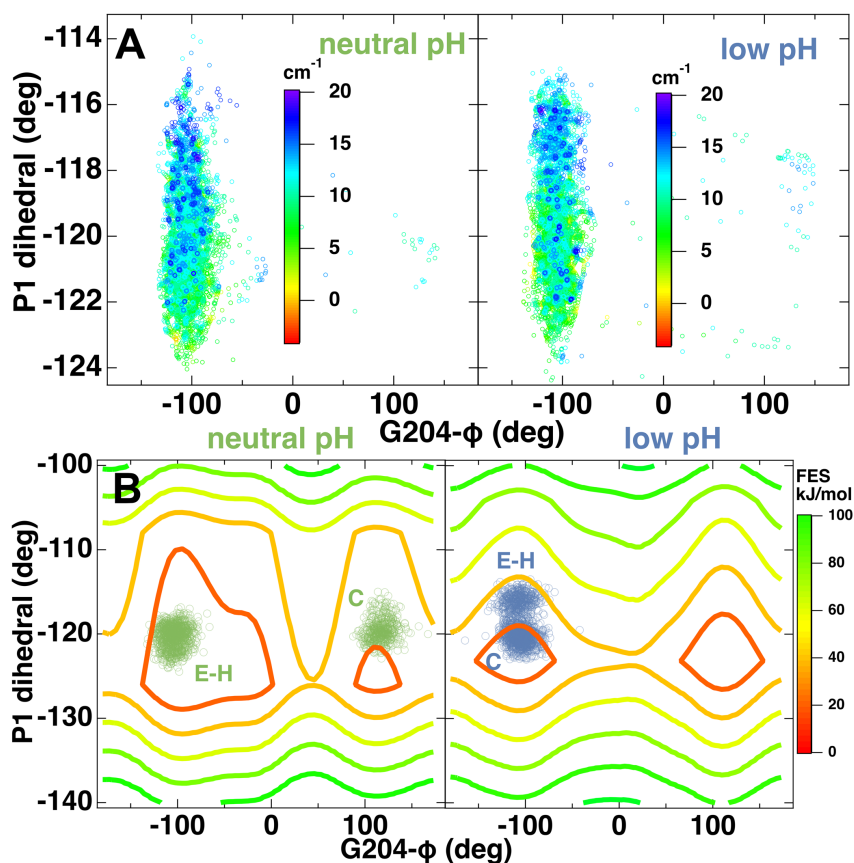 A
neutral pH
low pH
cm-1
20
15
10
5
0
cm-1
20
15
10
5
0
P1 dihedral (deg)
-114
-116
-118
-120
-122
-124
-100 0 100 -100 0 100
G204-ϕ (deg)
neutral pH
low pH
B
FES
kJ/mol
100
80
60
40
20
0
C
E-H
E-H
C
P1 dihedral (deg)
-100
-110
-120
-130
-140
-100 0 100 -100 0 100
G204-ϕ (deg)